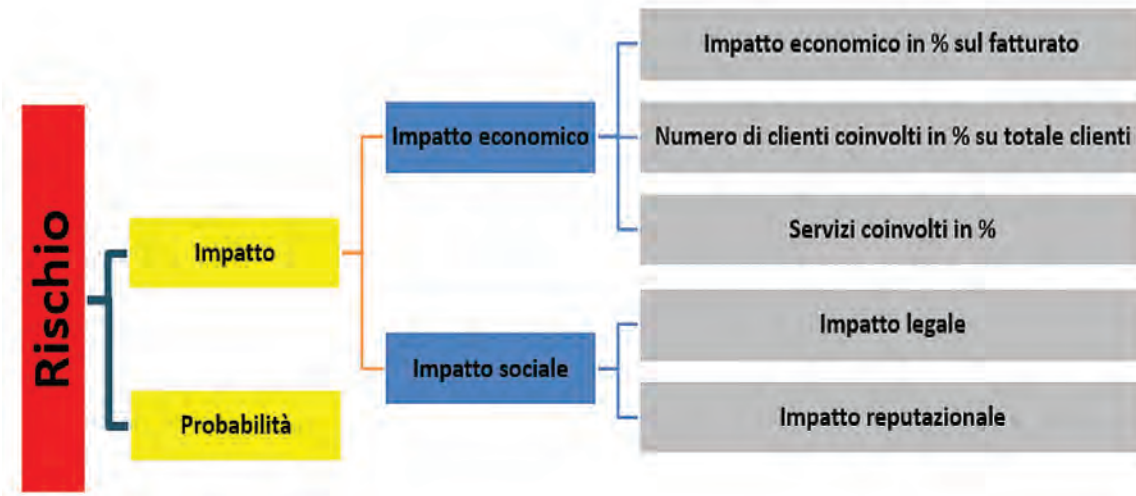 Rischio
Impatto
Probabilità
Impatto economico
Impatto sociale
Impatto economico in % sul fatturato
Numero di clienti coinvolti in % su totale clienti
Servizi coinvolti in %
Impatto legale
Impatto reputazionale